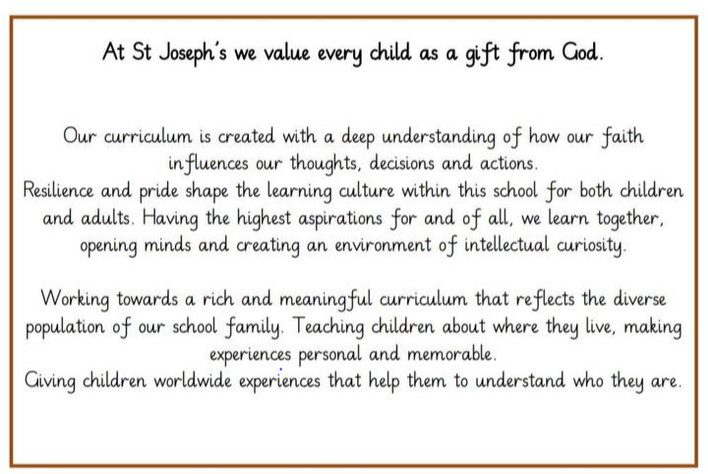 At St Joseph's we value every child as a gift from God.
Our curriculum is created with a deep understanding of how our faith
influences our thoughts, decisions and actions.
Resilience and pride shape the learning culture within this school for both children
and adults. Having the highest aspirations for and of all, we learn together,
opening minds and creating an environment of intellectual curiosity.
Working towards a rich and meaningful curriculum that reflects the diverse
population of our school family. Teaching children about where they live, making
experiences personal and memorable.
Giving children worldwide experiences that help them to understand who they are.